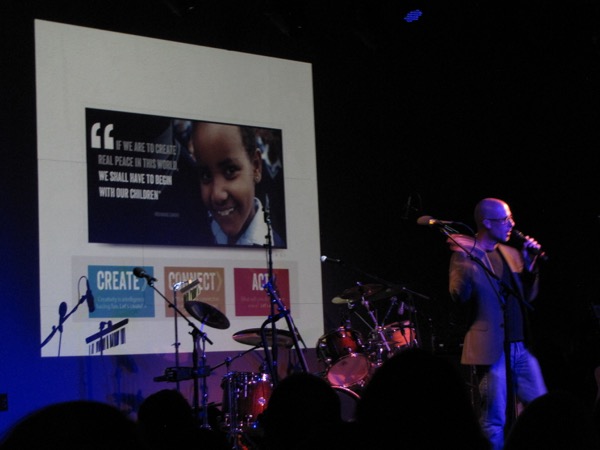 “IF WE ARE TO CREATE
REAL PEACE IN THIS WORLD,
WE SHALL HAVE TO BEGIN
WITH OUR CHILDREN”
CREATE CONNECT ACT